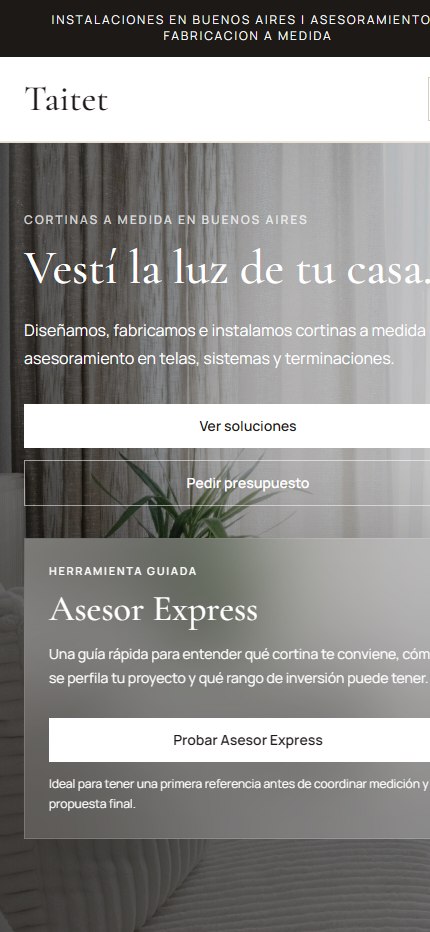 INSTALACIONES EN BUENOS AIRES | ASESORAMIENTO
FABRICACION A MEDIDA
Taitet
CORTINAS A MEDIDA EN BUENOS AIRES
Vestí la luz de tu casa.
Diseñamos, fabricamos e instalamos cortinas a medida
asesoramiento en telas, sistemas y terminaciones.
Ver soluciones
Pedir presupuesto
HERRAMIENTA GUIADA
Asesor Express
Una guía rápida para entender qué cortina te conviene,
se perfila tu proyecto y qué rango de inversión puede tener.
Probar Asesor Express
Ideal para tener una primera referencia antes de coordinar medición y
propuesta final.